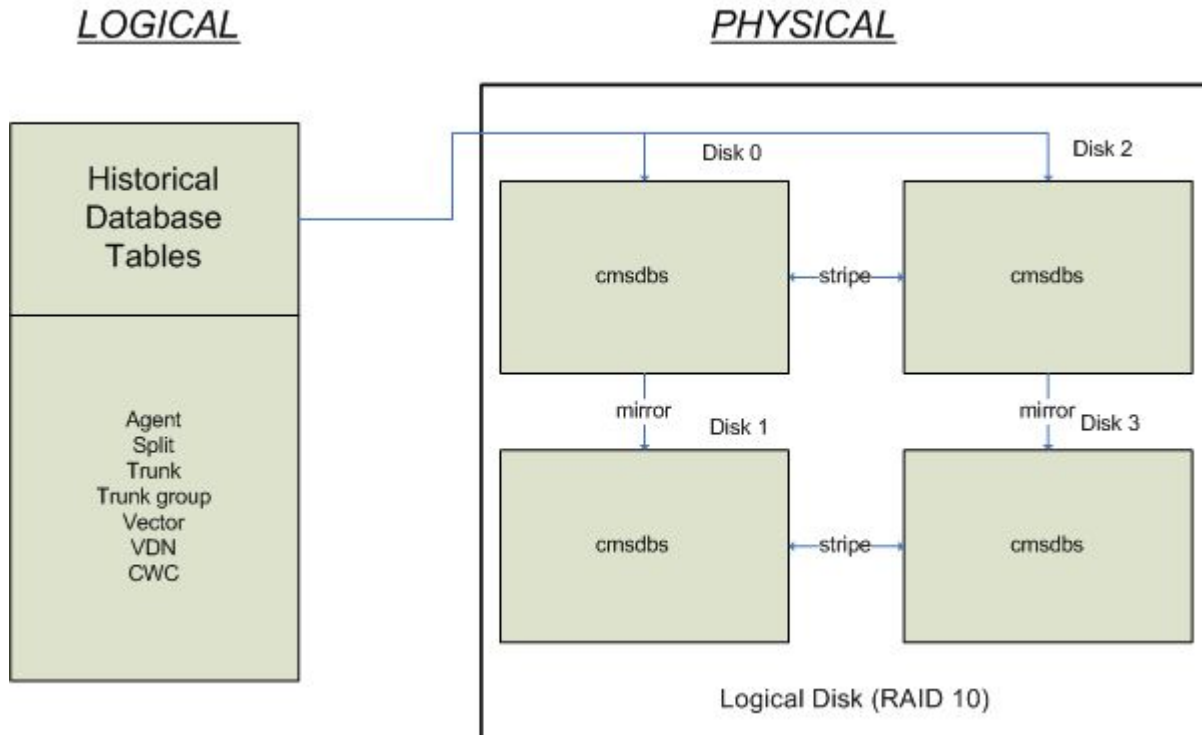 LOGICAL
PHYSICAL
Historical
Database
Tables
Agent
Split
Trunk
Trunk group
Vector
VDN
CWC
Disk 0
Disk 2
cmsdbs
stripe
cmsdbs
mirror
Disk 1
mirror
Disk 3
cmsdbs
stripe
cmsdbs
Logical Disk (RAID 10)